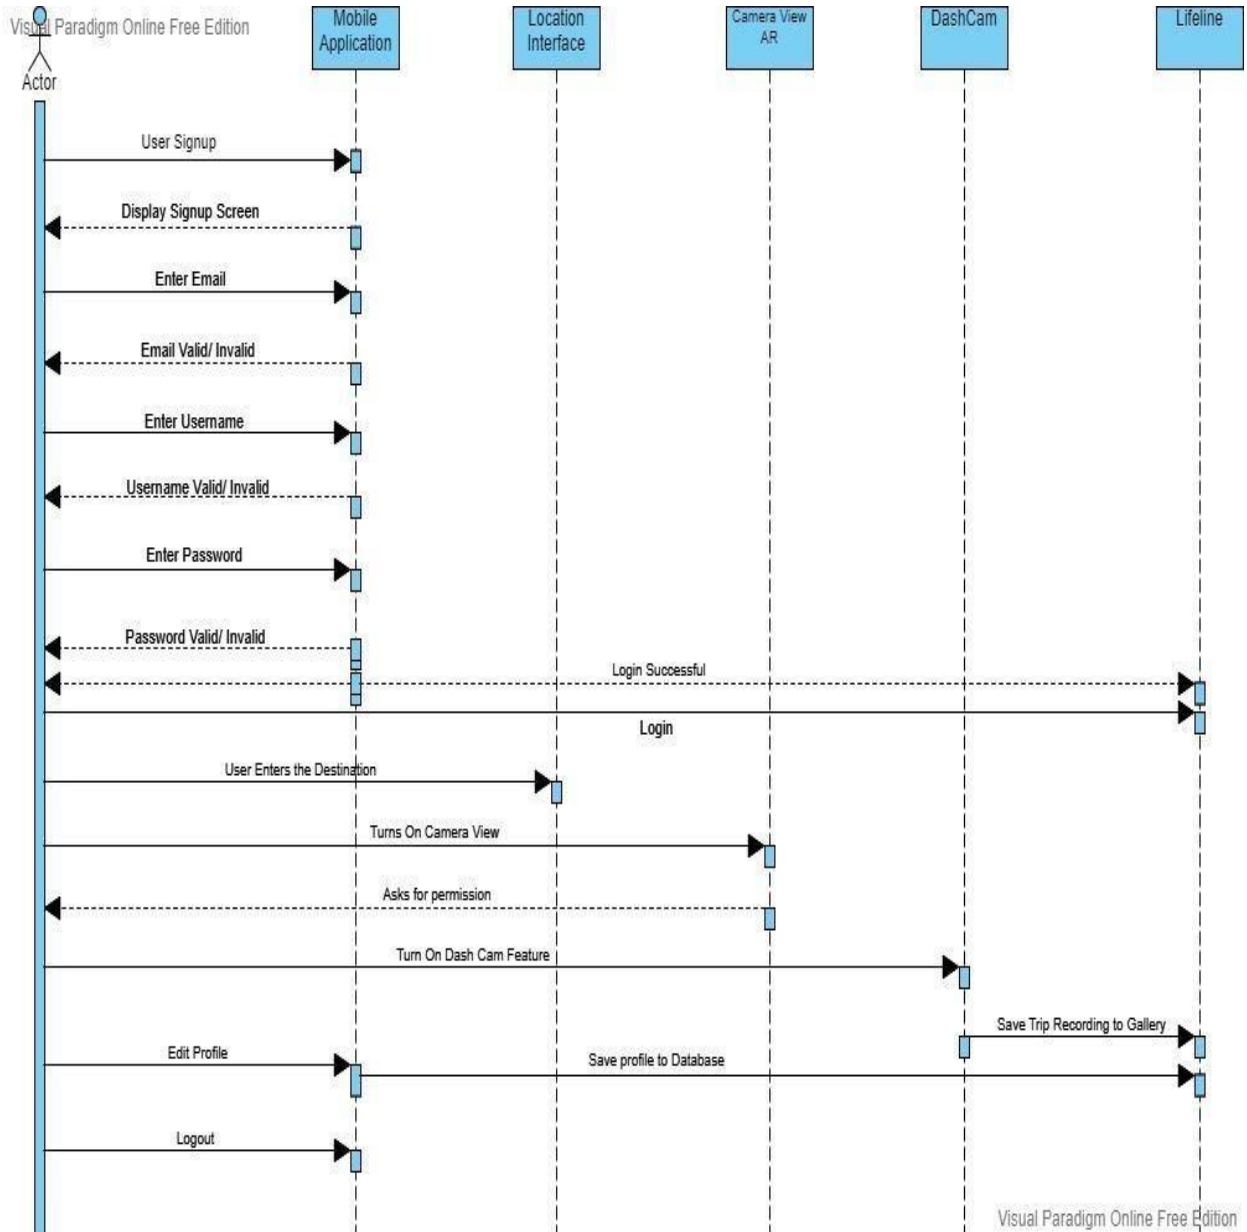 Visual Paradigm Online Free Edition
Actor
Mobile
Application
Location
Interface
Camera View
AR
DashCam
Lifeline
User Signup
Display Signup Screen
Enter Email
Email Valid/ Invalid
Enter Username
Username Valid/ Invalid
Enter Password
Password Valid/ Invalid
Login Successful
Login
User Enters the Destination
Turns On Camera View
Asks for permission
Turn On Dash Cam Feature
Save Trip Recording to Gallery
Edit Profile
Save profile to Database
Logout
Visual Paradigm Online Free Edition